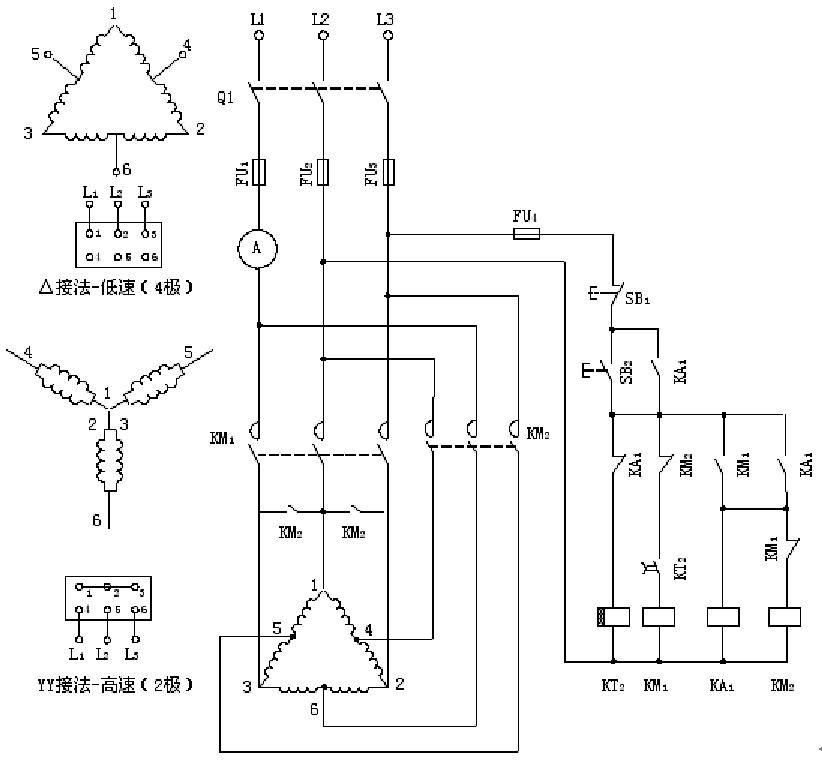 1
5
4
3
2
6
L1 L2 L3
1 2 3
4 5 6
△接法-低速(4极)
4
5
1
2 3
6
1 2 3
4 5 6
L1 L2 L3
YY接法-高速(2极)
L1 L2 L3
Q1
FU1 FU2 FU3
A
FU4
SB1
SB2 KA1
KM1
KM2
KA1 KM2 KM1 KA1
KM2 KM2
KM1
KT2
1
5 4
3 2
6
KT2 KM1 KA1 KM2